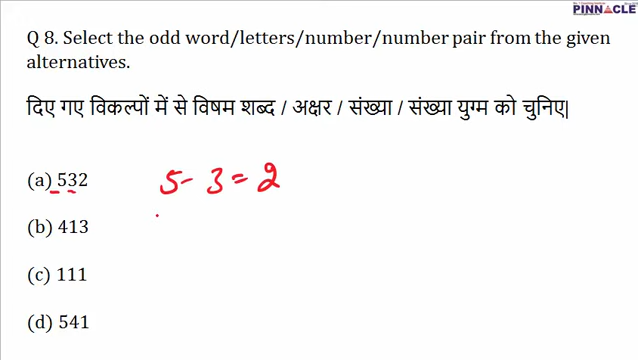 PINNACLE
Q 8. Select the odd word/letters/number/number pair from the given
alternatives.
दिए गए विकल्पों में से विषम शब्द / अक्षर / संख्या / संख्या युग्म को चुनिए|
(a) 532 5 - 3 = 2
(b) 413
(c) 111
(d) 541